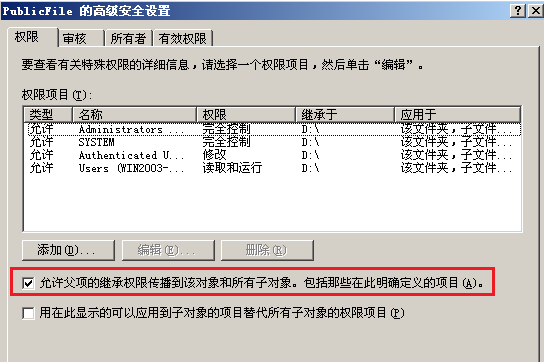 PublicFile 的高级安全设置
权限 审核 所有者 有效权限
要查看有关特殊权限的详细信息，请选择一个权限项目，然后单击“编辑”。
权限项目(T):
类型 名称 权限 继承于 应用于
允许 Administrators ... 完全控制 D:\ 该文件夹，子文件...
允许 SYSTEM 完全控制 D:\ 该文件夹，子文件...
允许 Authenticated U... 修改 D:\ 该文件夹，子文件...
允许 Users (WIN2003-... 读取和运行 D:\ 该文件夹，子文件...
添加(D)... 编辑(E)... 删除(R)
允许父项的继承权限传播到该对象和所有子对象。包括那些在此明确定义的项目(A)。
用在此显示的可以应用到子对象的项目替代所有子对象的权限项目(P)